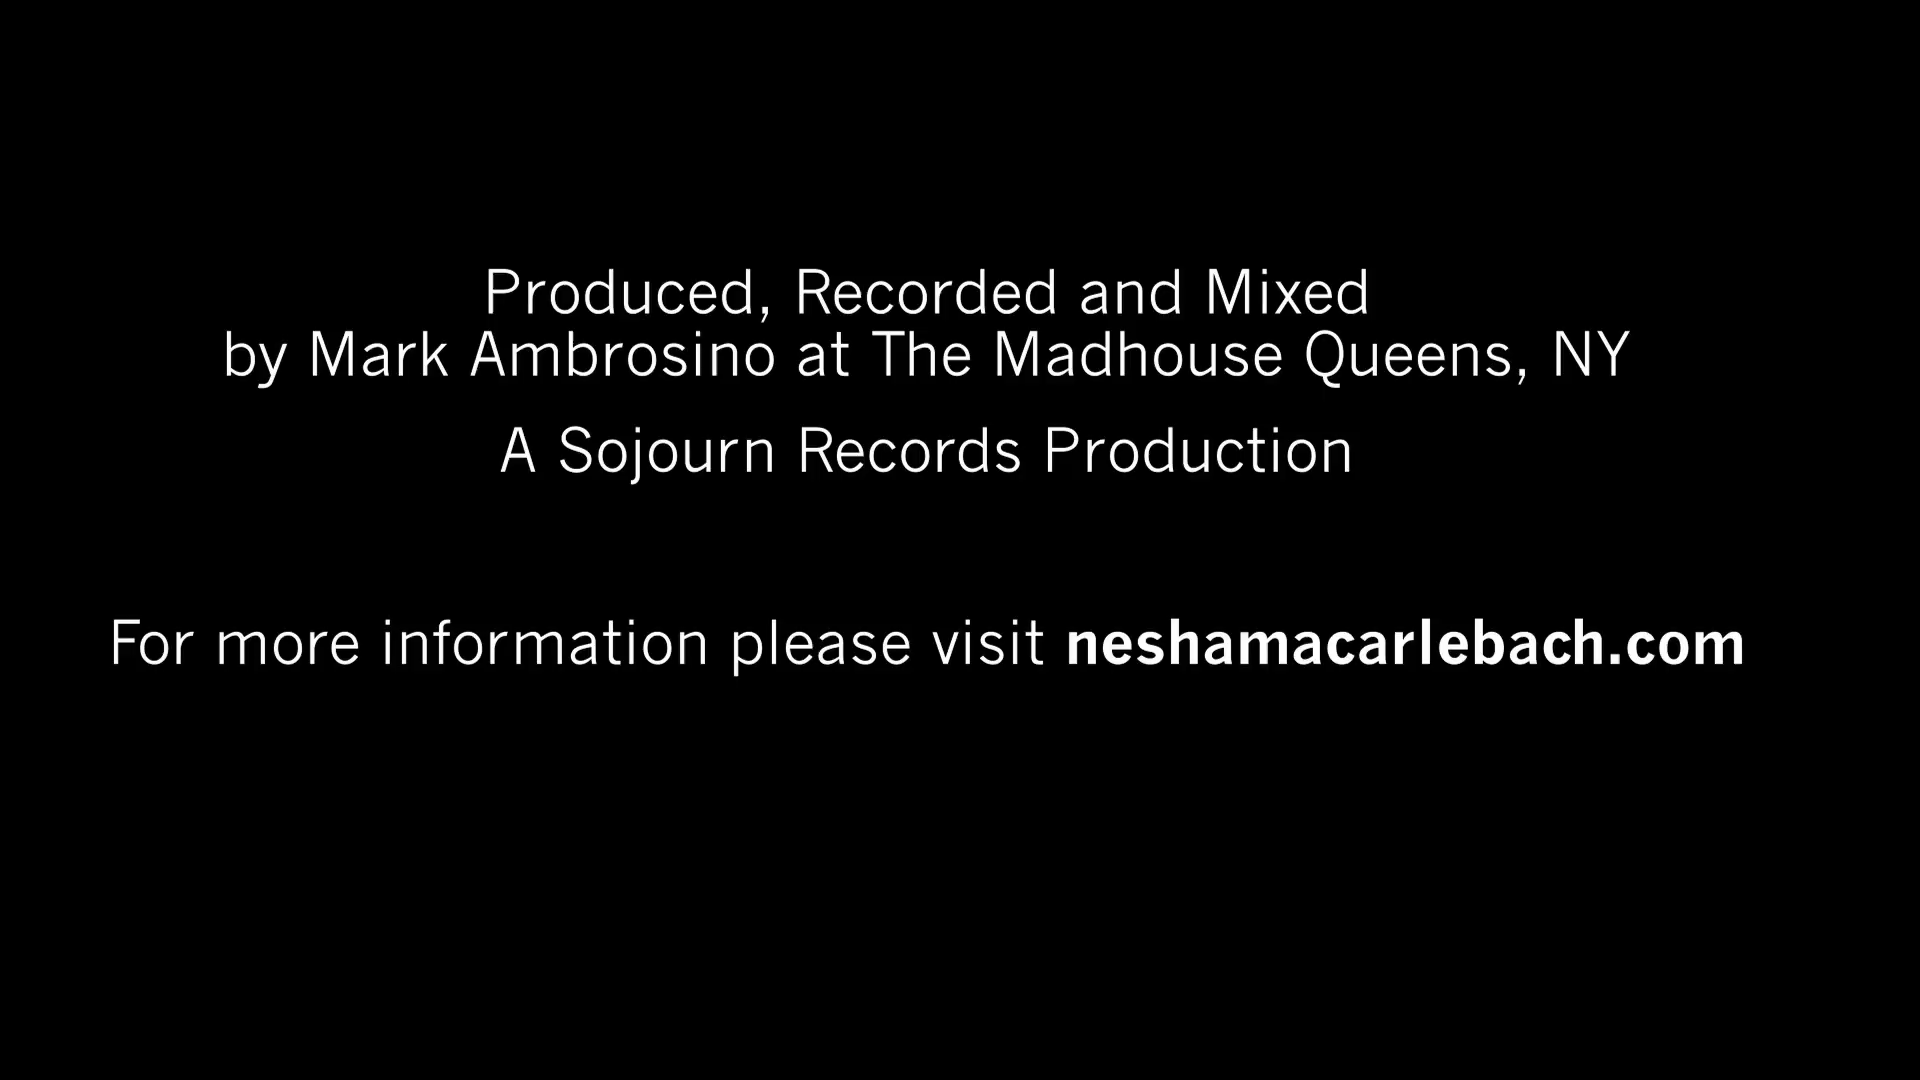 Produced, Recorded and Mixed
by Mark Ambrosino at The Madhouse Queens, NY
A Sojourn Records Production
For more information please visit neshamacarlebach.com